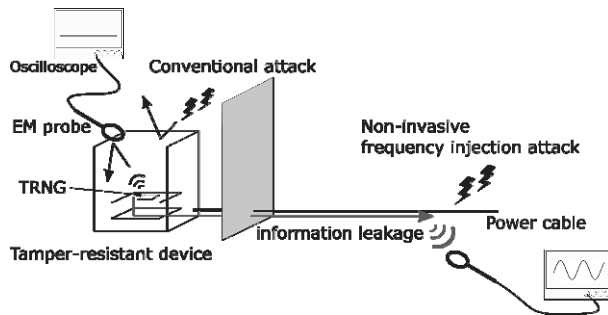 Oscilloscope
Conventional attack
EM probe
TRNG
Tamper-resistant device
Non-invasive
frequency injection attack
information leakage
Power cable